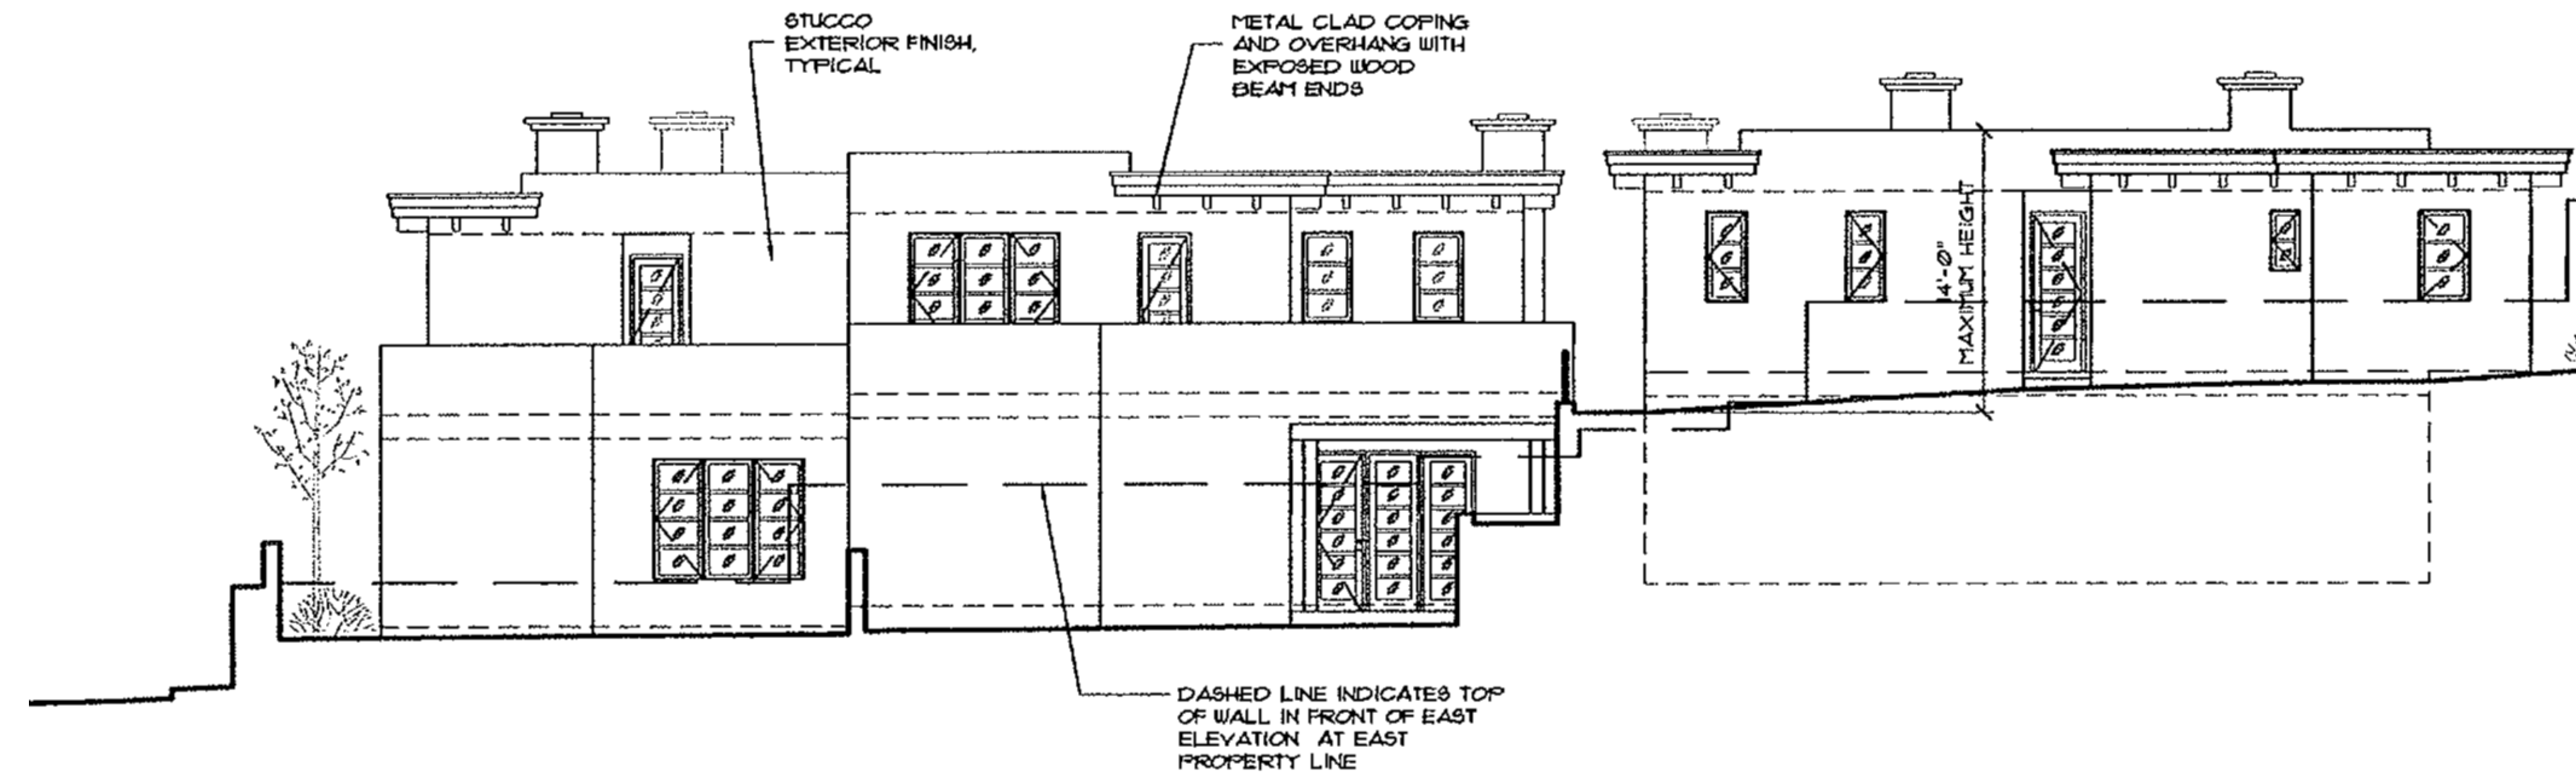 STUCCO
EXTERIOR FINISH,
TYPICAL
METAL CLAD COPING
AND OVERHANG WITH
EXPOSED WOOD
BEAM ENDS
14'-0"
MAXIMUM HEIGHT
DASHED LINE INDICATES TOP
OF WALL IN FRONT OF EAST
ELEVATION AT EAST
PROPERTY LINE